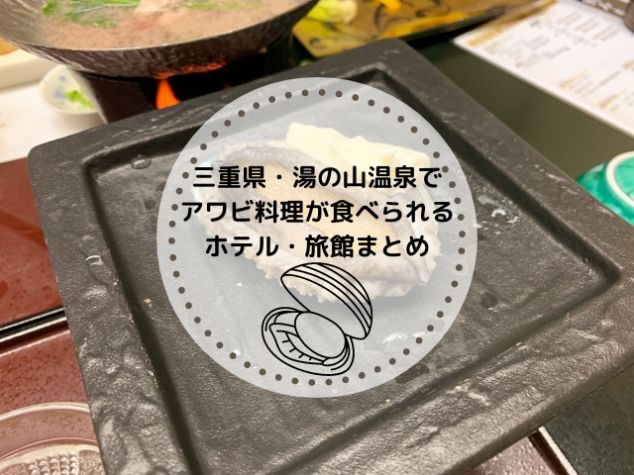 三重県・湯の山温泉で
アワビ料理が食べられる
ホテル・旅館まとめ